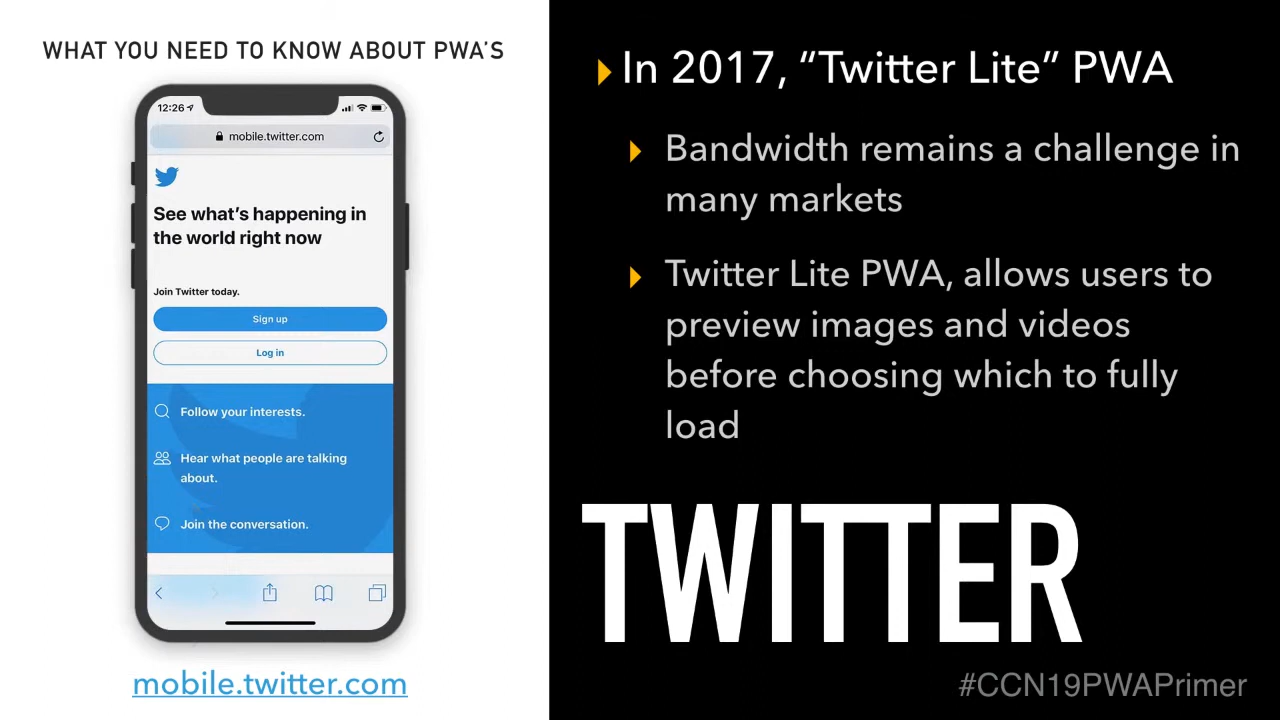 WHAT YOU NEED TO KNOW ABOUT PWA'S
12:26
mobile.twitter.com
See what's happening in
the world right now
Join Twitter today.
Sign up
Log in
Follow your interests.
Hear what people are talking
about.
Join the conversation.
mobile.twitter.com
In 2017, “Twitter Lite” PWA
Bandwidth remains a challenge in
many markets
Twitter Lite PWA, allows users to
preview images and videos
before choosing which to fully
load
TWITTER
#CCN19PWAPrimer